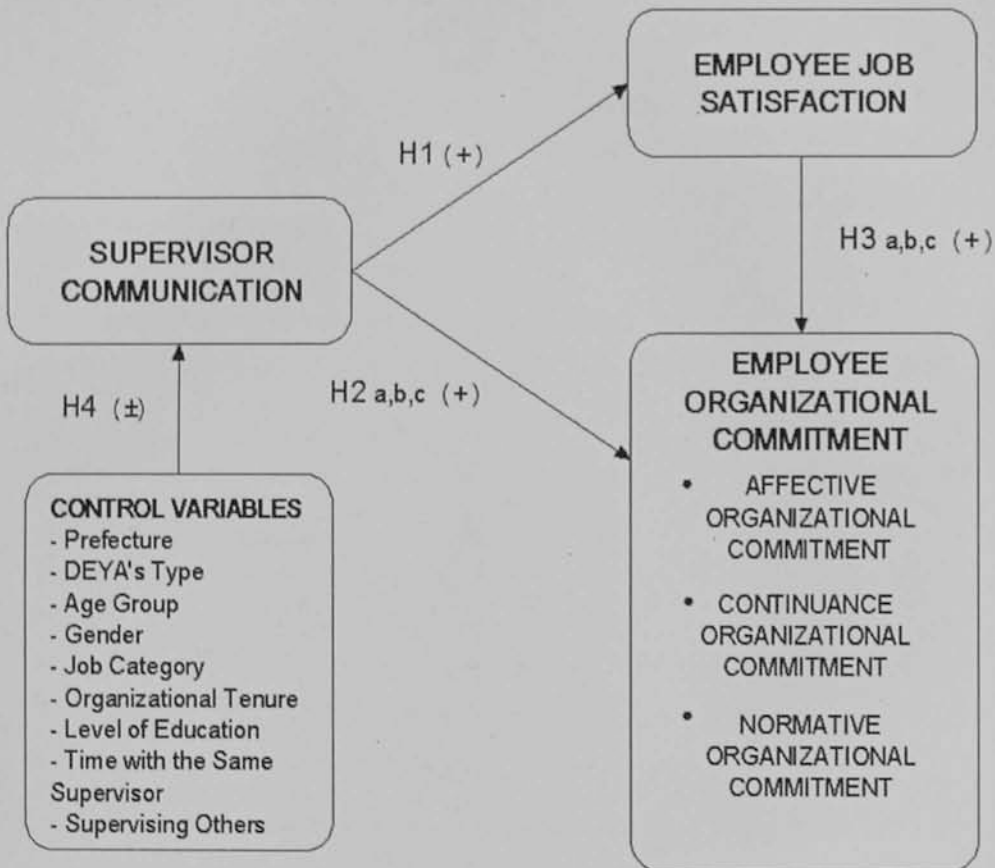 EMPLOYEE JOB
SATISFACTION
H1 (+)
SUPERVISOR
COMMUNICATION
H3 a,b,c (+)
H2 a,b,c (+)
H4 (±)
EMPLOYEE
ORGANIZATIONAL
COMMITMENT
• AFFECTIVE
ORGANIZATIONAL
COMMITMENT
• CONTINUANCE
ORGANIZATIONAL
COMMITMENT
• NORMATIVE
ORGANIZATIONAL
COMMITMENT
CONTROL VARIABLES
- Prefecture
- DEYA's Type
- Age Group
- Gender
- Job Category
- Organizational Tenure
- Level of Education
- Time with the Same
Supervisor
- Supervising Others